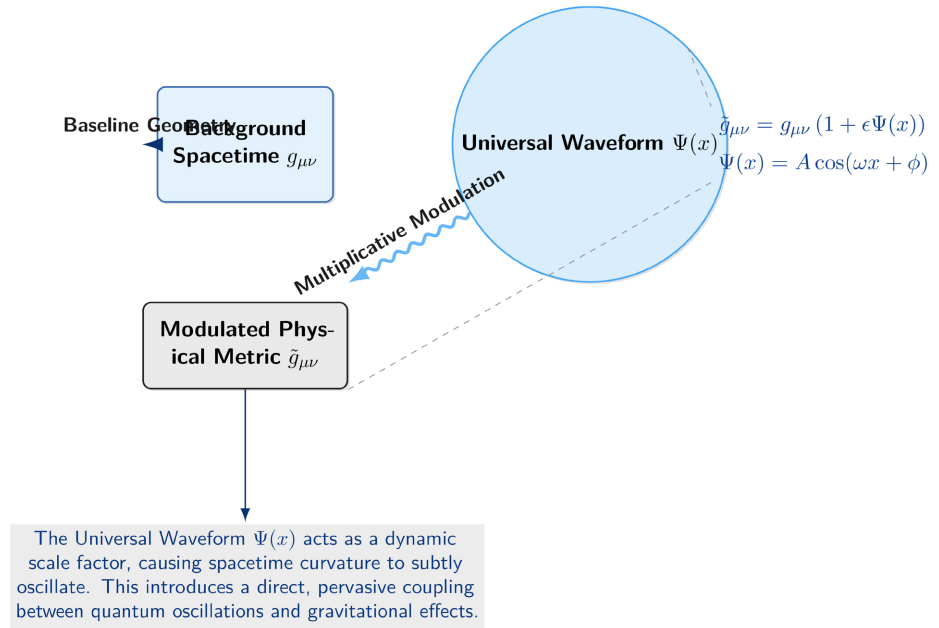 Baseline Geometry
Background
Spacetime $g_{\mu\nu}$
Universal Waveform $\Psi(x)$
$\tilde{g}_{\mu\nu} = g_{\mu\nu}\,(1 + \epsilon\Psi(x))$
$\Psi(x) = A\cos(\omega x + \phi)$
Multiplicative Modulation
Modulated Phys-
ical Metric $\tilde{g}_{\mu\nu}$
The Universal Waveform $\Psi(x)$ acts as a dynamic
scale factor, causing spacetime curvature to subtly
oscillate. This introduces a direct, pervasive coupling
between quantum oscillations and gravitational effects.